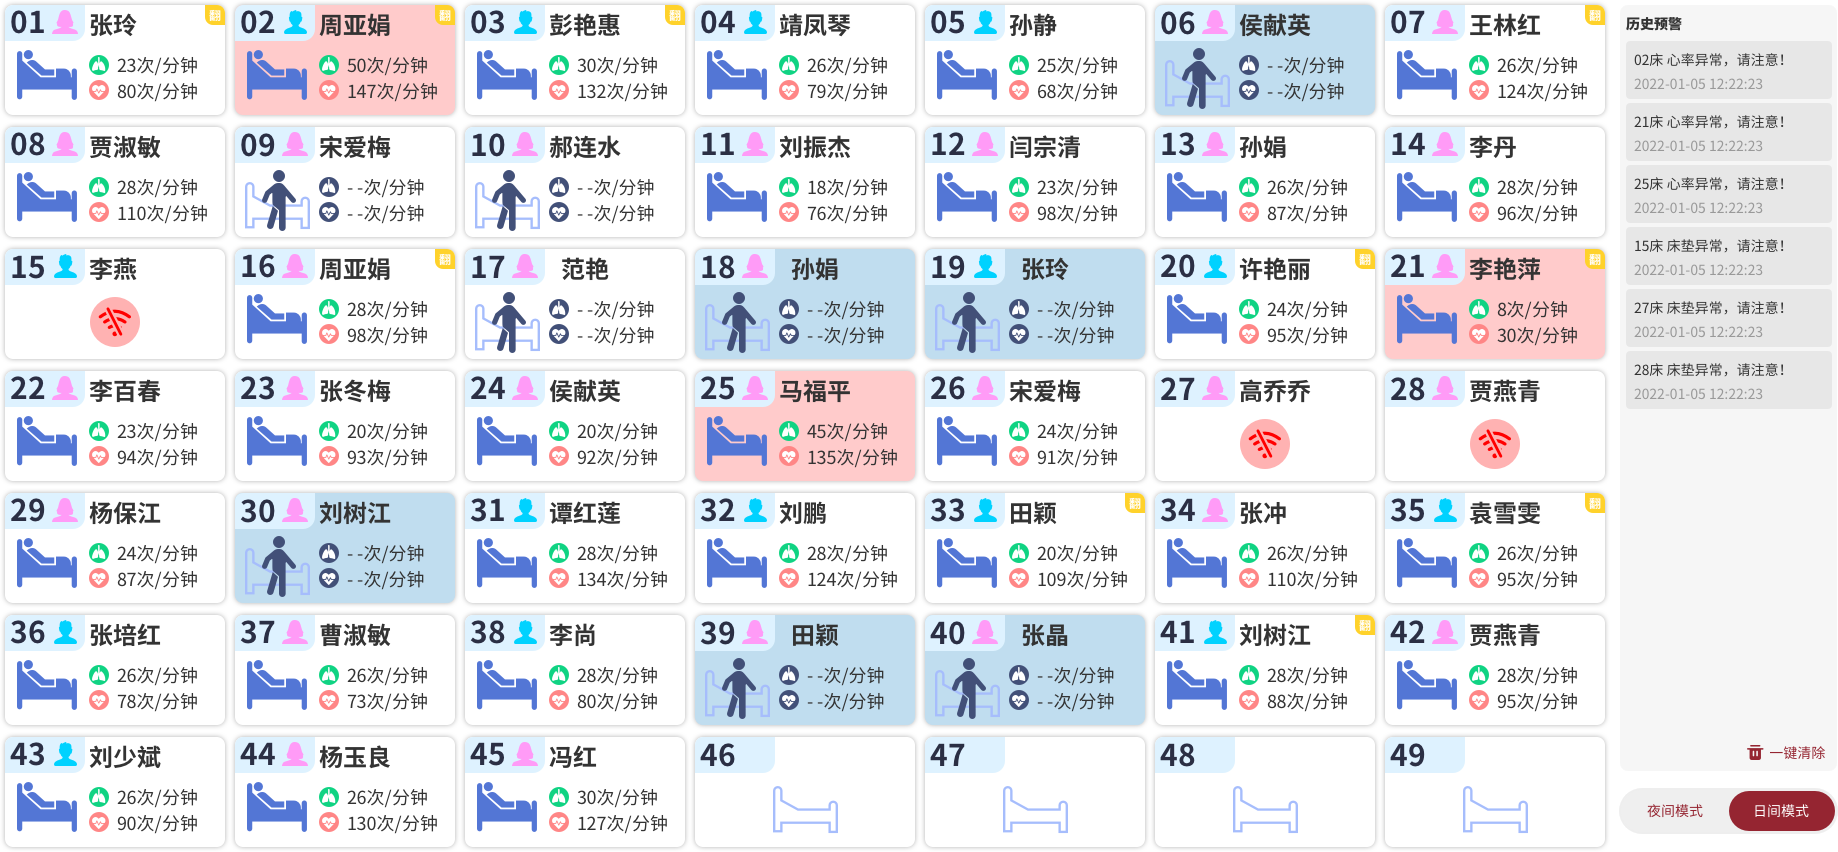 01 张玲 翻
23次/分钟
80次/分钟
02 周亚娟 翻
50次/分钟
147次/分钟
03 彭艳惠 翻
30次/分钟
132次/分钟
04 靖凤琴
26次/分钟
79次/分钟
05 孙静
25次/分钟
68次/分钟
06 侯献英
- -次/分钟
- -次/分钟
07 王林红 翻
26次/分钟
124次/分钟
08 贾淑敏
28次/分钟
110次/分钟
09 宋爱梅
- -次/分钟
- -次/分钟
10 郝连水
- -次/分钟
- -次/分钟
11 刘振杰
18次/分钟
76次/分钟
12 闫宗清
23次/分钟
98次/分钟
13 孙娟
26次/分钟
87次/分钟
14 李丹
28次/分钟
96次/分钟
15 李燕
16 周亚娟 翻
28次/分钟
98次/分钟
17 范艳
- -次/分钟
- -次/分钟
18 孙娟
- -次/分钟
- -次/分钟
19 张玲
- -次/分钟
- -次/分钟
20 许艳丽 翻
24次/分钟
95次/分钟
21 李艳萍 翻
8次/分钟
30次/分钟
22 李百春
23次/分钟
94次/分钟
23 张冬梅
20次/分钟
93次/分钟
24 侯献英
20次/分钟
92次/分钟
25 马福平
45次/分钟
135次/分钟
26 宋爱梅
24次/分钟
91次/分钟
27 高乔乔
28 贾燕青
29 杨保江
24次/分钟
87次/分钟
30 刘树江
- -次/分钟
- -次/分钟
31 谭红莲
28次/分钟
134次/分钟
32 刘鹏
28次/分钟
124次/分钟
33 田颖 翻
20次/分钟
109次/分钟
34 张冲
26次/分钟
110次/分钟
35 袁雪雯 翻
26次/分钟
95次/分钟
36 张培红
26次/分钟
78次/分钟
37 曹淑敏
26次/分钟
73次/分钟
38 李尚
28次/分钟
80次/分钟
39 田颖
- -次/分钟
- -次/分钟
40 张晶
- -次/分钟
- -次/分钟
41 刘树江 翻
28次/分钟
88次/分钟
42 贾燕青
28次/分钟
95次/分钟
43 刘少斌
26次/分钟
90次/分钟
44 杨玉良
26次/分钟
130次/分钟
45 冯红
30次/分钟
127次/分钟
46
47
48
49
历史预警
02床 心率异常，请注意！
2022-01-05 12:22:23
21床 心率异常，请注意！
2022-01-05 12:22:23
25床 心率异常，请注意！
2022-01-05 12:22:23
15床 床垫异常，请注意！
2022-01-05 12:22:23
27床 床垫异常，请注意！
2022-01-05 12:22:23
28床 床垫异常，请注意！
2022-01-05 12:22:23
一键清除
夜间模式
日间模式